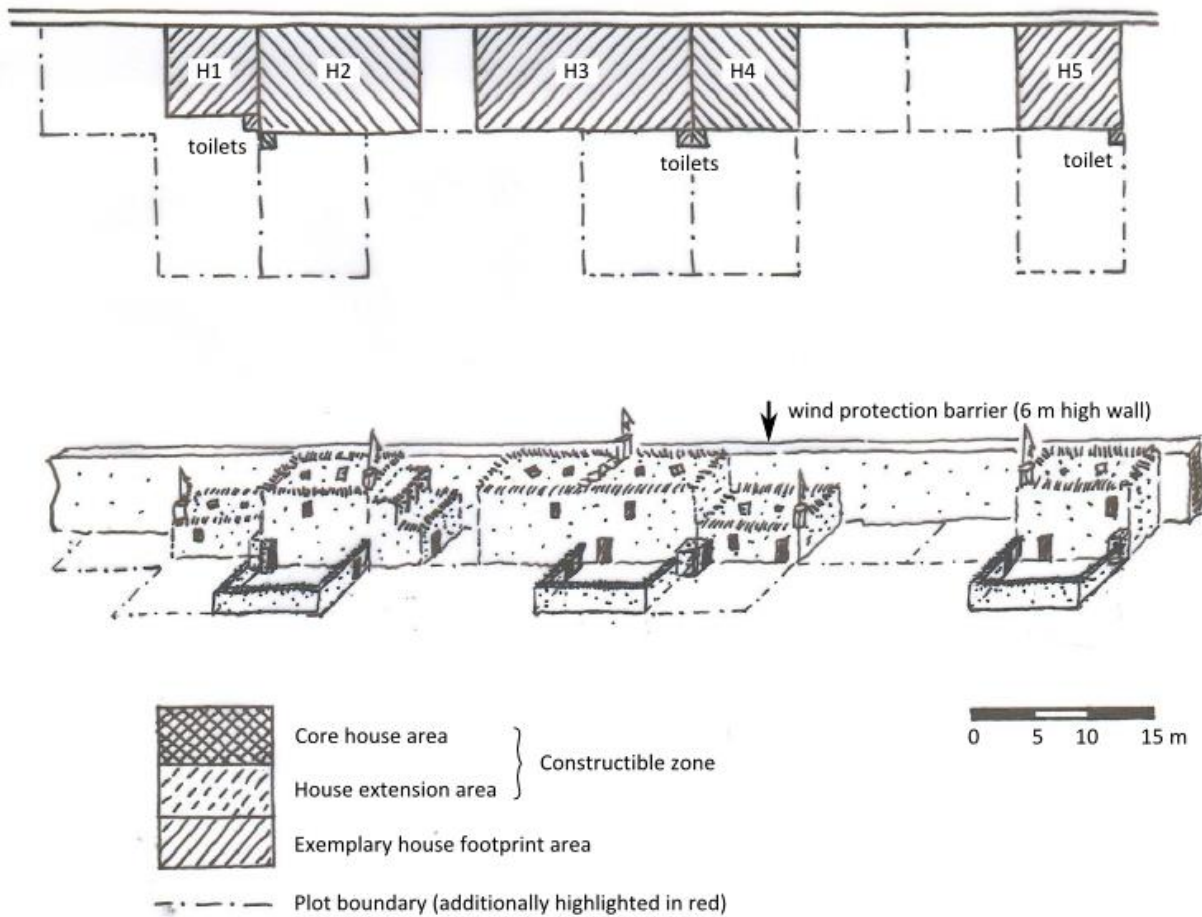 H1 H2 H3 H4 H5
toilets toilets toilet
wind protection barrier (6 m high wall)
Core house area
Constructible zone
House extension area
Exemplary house footprint area
Plot boundary (additionally highlighted in red)
0 5 10 15 m